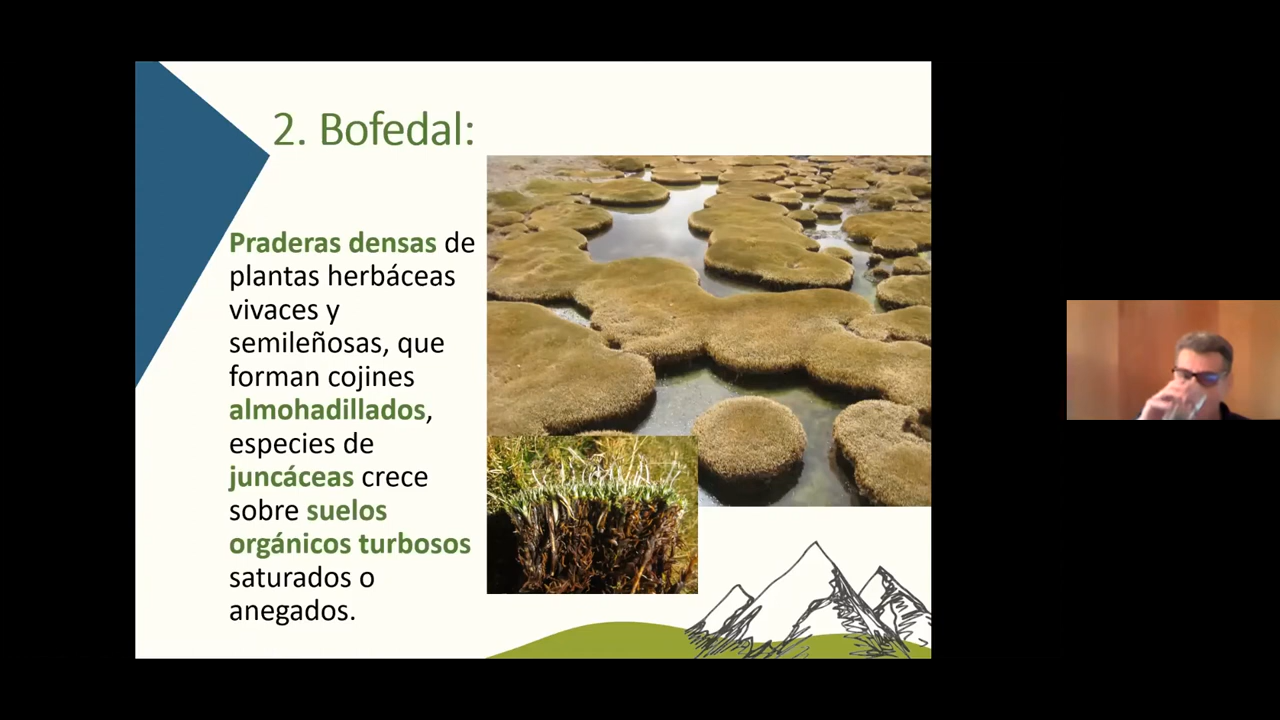 2. Bofedal:
Praderas densas de
plantas herbáceas
vivaces y
semileñosas, que
forman cojines
almohadillados,
especies de
juncáceas crece
sobre suelos
orgánicos turbosos
saturados o
anegados.